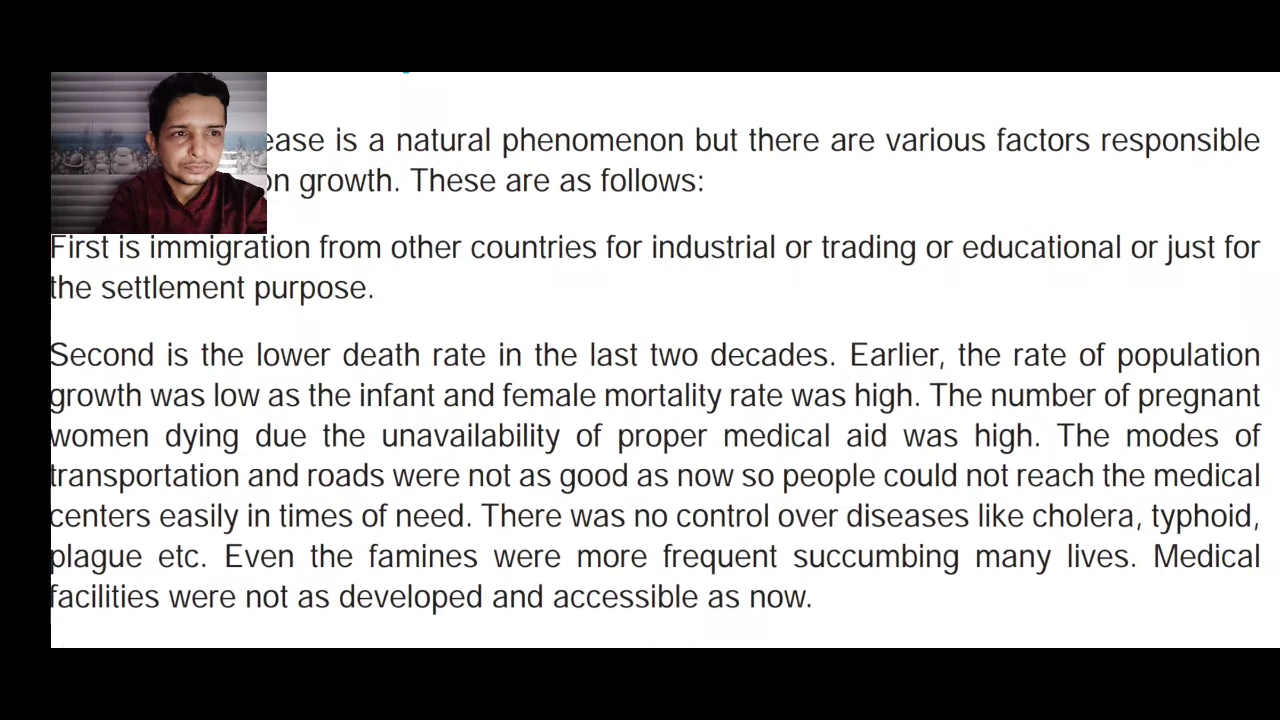 ease is a natural phenomenon but there are various factors responsible
on growth. These are as follows:
First is immigration from other countries for industrial or trading or educational or just for
the settlement purpose.
Second is the lower death rate in the last two decades. Earlier, the rate of population
growth was low as the infant and female mortality rate was high. The number of pregnant
women dying due the unavailability of proper medical aid was high. The modes of
transportation and roads were not as good as now so people could not reach the medical
centers easily in times of need. There was no control over diseases like cholera, typhoid,
plague etc. Even the famines were more frequent succumbing many lives. Medical
facilities were not as developed and accessible as now.